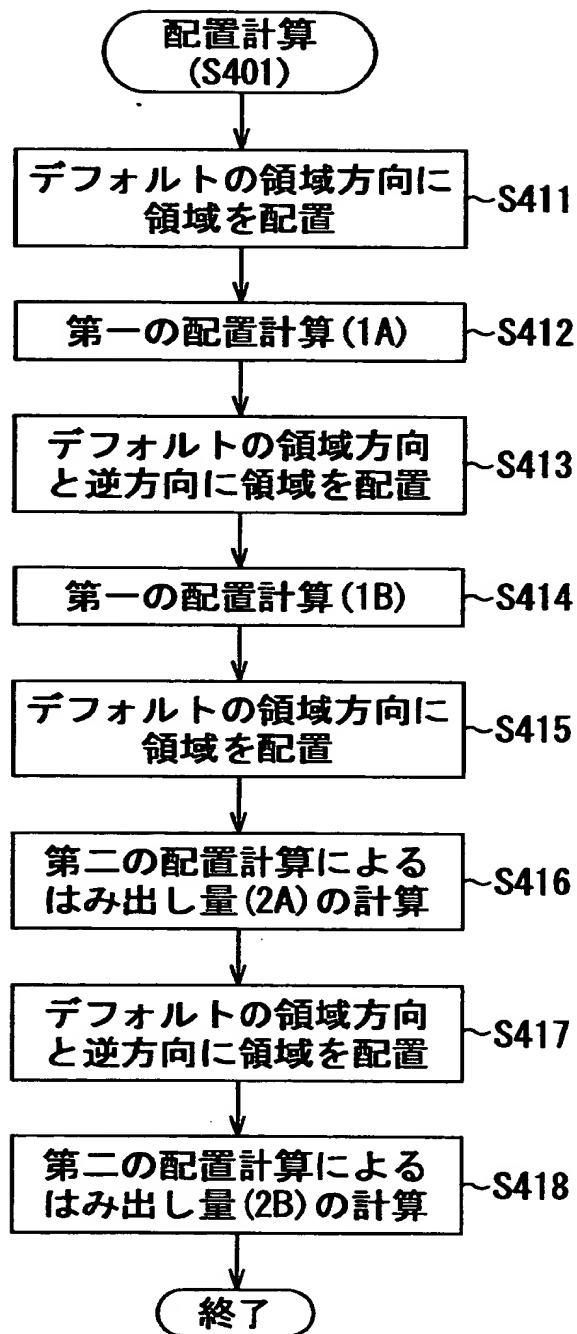 配置計算
(S401)
デフォルトの領域方向に
領域を配置
~S411
第一の配置計算(1A)
~S412
デフォルトの領域方向
と逆方向に領域を配置
~S413
第一の配置計算(1B)
~S414
デフォルトの領域方向に
領域を配置
~S415
第二の配置計算による
はみ出し量(2A)の計算
~S416
デフォルトの領域方向
と逆方向に領域を配置
~S417
第二の配置計算による
はみ出し量(2B)の計算
~S418
終了